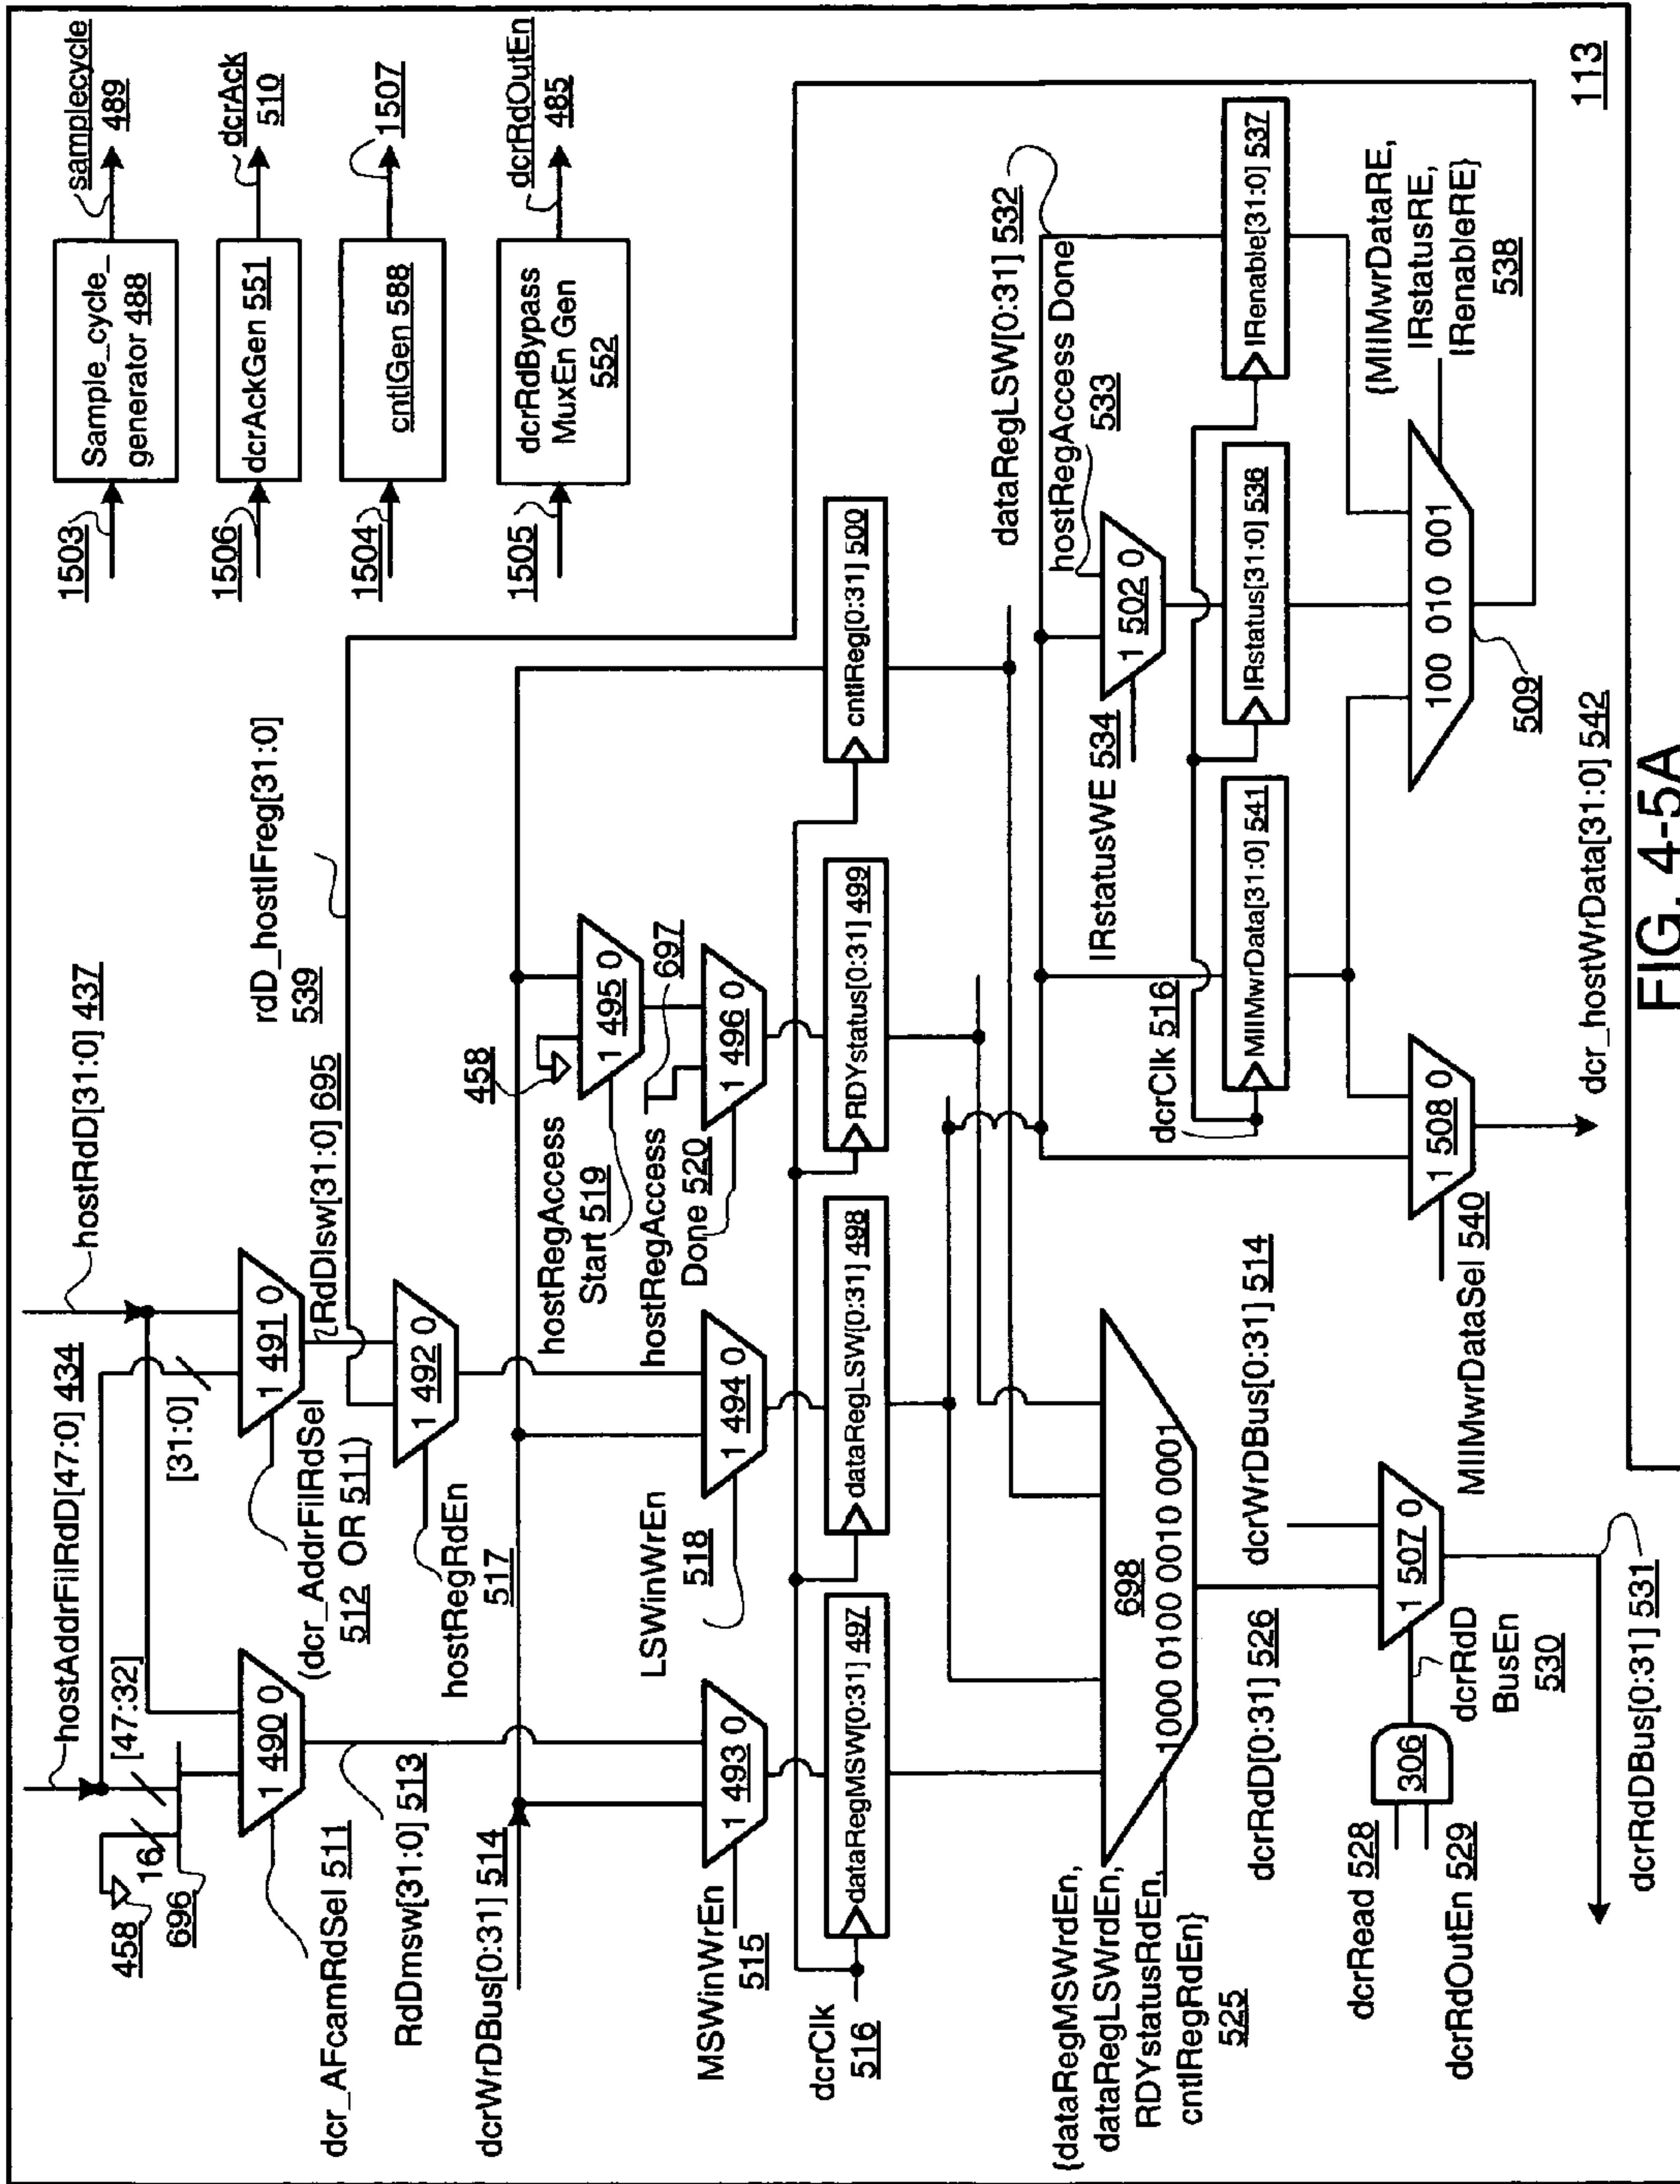 hostAddrFilRdD[47:0] 434
hostRdD[31:0] 437
458
16
696
[47:32]
[31:0]
1 490 0
1 491 0
RdDlsw[31:0] 695
rdD_hostIFreg[31:0]
539
dcr_AFcamRdSel 511
(dcr_AddrFilRdSel
512 OR 511)
1 492 0
RdDmsw[31:0] 513
hostRegRdEn
517
dcrWrDBus[0:31] 514
458
1 495 0
hostRegAccess
Start 519
697
hostRegAccess
Done 520
1 496 0
MSWinWrEn
515
1 493 0
LSWinWrEn
518
1 494 0
dcrClk
516
dataRegMSW[0:31] 497
dataRegLSW[0:31] 498
RDYstatus[0:31] 499
cntlReg[0:31] 500
1503
Sample_cycle_
generator 488
samplecycle
489
1506
dcrAckGen 551
dcrAck
510
1504
cntlGen 588
1507
1505
dcrRdBypass
MuxEn Gen
552
dcrRdOutEn
485
dataRegLSW[0:31] 532
hostRegAccess Done
533
1 502 0
IRstatusWE 534
dcrClk 516
MIIMwrData[31:0] 541
IRstatus[31:0] 536
IRenable[31:0] 537
{dataRegMSWrdEn,
dataRegLSWrdEn,
RDYstatusRdEn,
cntlRegRdEn}
525
698
1000 0100 0010 0001
1 508 0
100 010 001
509
{MIIMwrDataRE,
IRstatusRE,
IRenableRE}
538
dcrRdD[0:31] 526
dcrWrDBus[0:31] 514
MIIMwrDataSel 540
dcrRead 528
dcrRdOutEn 529
306
dcrRdD
BusEn
530
1 507 0
dcrRdDBus[0:31] 531
dcr_hostWrData[31:0] 542
113
FIG. 4-5A